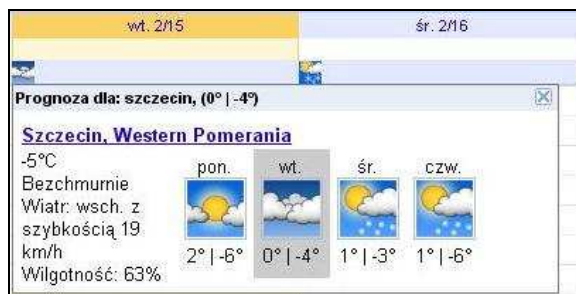 wt. 2/15 śr. 2/16
Prognoza dla: szczecin, (0° | -4°)
Szczecin, Western Pomerania
-5°C
Bezchmurnie
Wiatr: wsch. z
szybkością 19
km/h
Wilgotność: 63%
pon. wt. śr. czw.
2° | -6° 0° | -4° 1° | -3° 1° | -6°